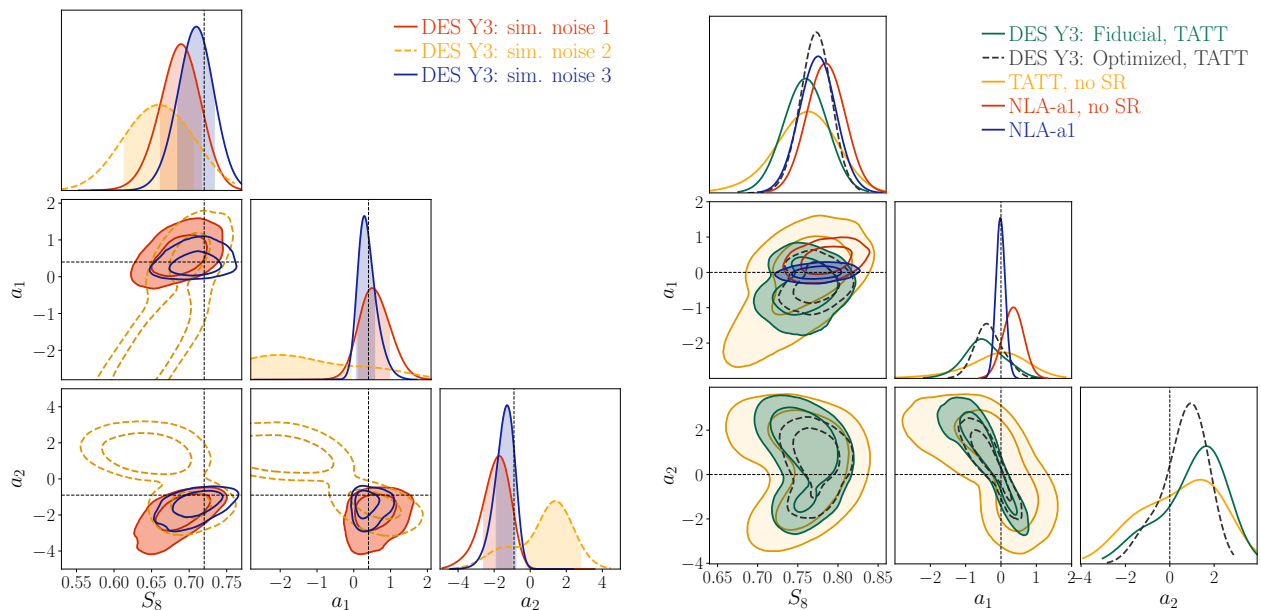 DES Y3: sim. noise 1
DES Y3: sim. noise 2
DES Y3: sim. noise 3
2
1
0
−1
−2
a₁
4
2
0
−2
−4
a₂
0.55 0.60 0.65 0.70 0.75
S₈
−2 −1 0 1 2
a₁
−4 −2 0 2 4
a₂
DES Y3: Fiducial, TATT
DES Y3: Optimized, TATT
TATT, no SR
NLA-a1, no SR
NLA-a1
2
1
0
−1
−2
a₁
2
0
−2
−4
a₂
0.65 0.70 0.75 0.80 0.85
S₈
−2 −1 0 1 2
a₁
−4 −2 0 2
a₂